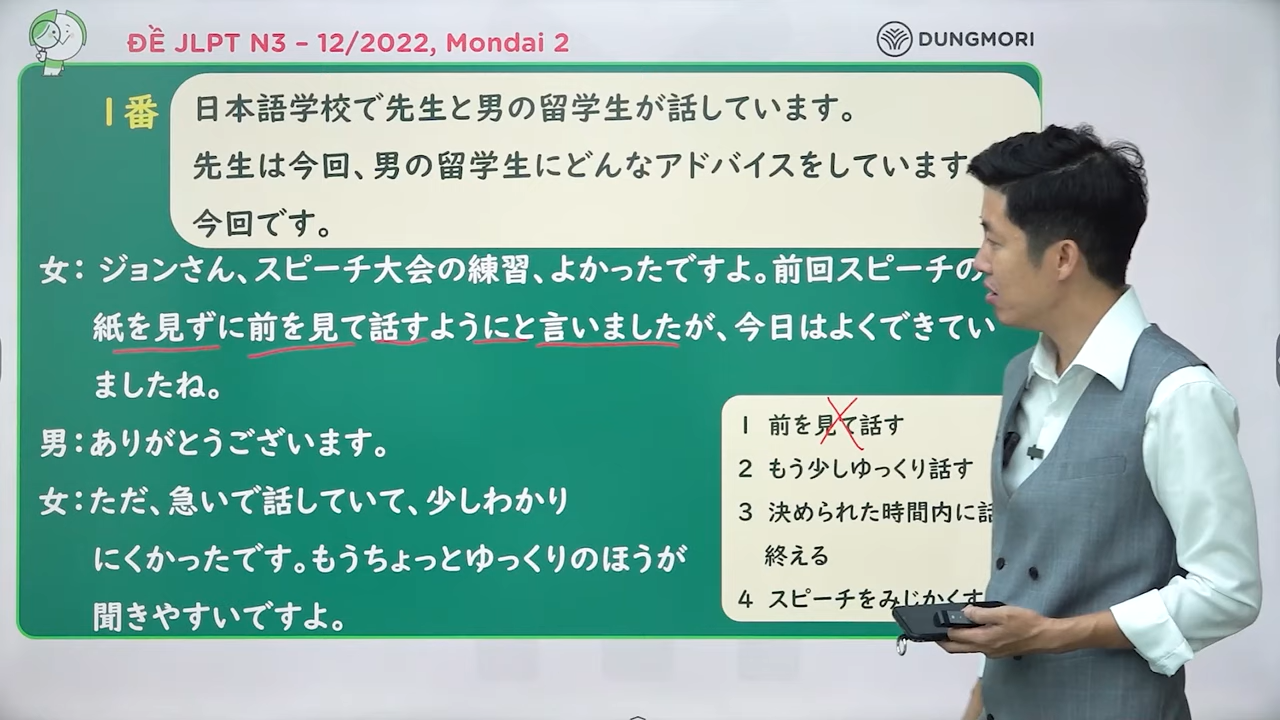 ĐỀ JLPT N3 – 12/2022, Mondai 2
DUNGMORI
1番
日本語学校で先生と男の留学生が話しています。
先生は今回、男の留学生にどんなアドバイスをしています
今回です。
女：ジョンさん、スピーチ大会の練習、よかったですよ。前回スピーチの
紙を見ずに前を見て話すようにと言いましたが、今日はよくできてい
ましたね。
男：ありがとうございます。
女：ただ、急いで話していて、少しわかり
にくかったです。もうちょっとゆっくりのほうが
聞きやすいですよ。
1 前を見て話す
2 もう少しゆっくり話す
3 決められた時間内に話
終える
4 スピーチをみじかくす